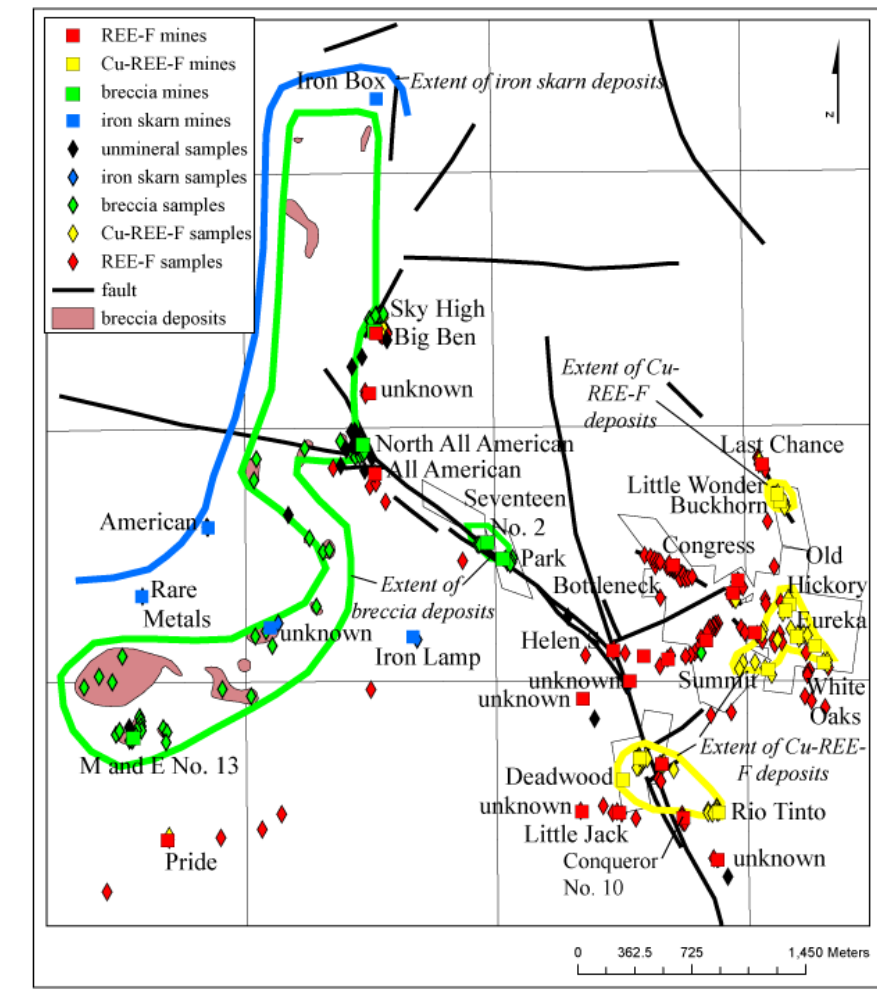 REE-F mines
Cu-REE-F mines
breccia mines
iron skarn mines
unmineral samples
iron skarn samples
breccia samples
Cu-REE-F samples
REE-F samples
fault
breccia deposits
Iron Box
Extent of iron skarn deposits
z
Sky High
Big Ben
unknown
Extent of Cu-
REE-F
deposits
North All American
All American
Last Chance
Little Wonder
Buckhorn
Seventeen
No. 2
Park
American
Congress
Old
Hickory
Bottleneck
Extent of
breccia deposits
Rare
Metals
Eureka
unknown
Iron Lamp
Helen S
unknown
Summit
White
Oaks
unknown
M and E No. 13
Extent of Cu-REE-
F deposits
Deadwood
unknown
Rio Tinto
Little Jack
Pride
Conqueror
No. 10
unknown
0 362.5 725 1,450 Meters